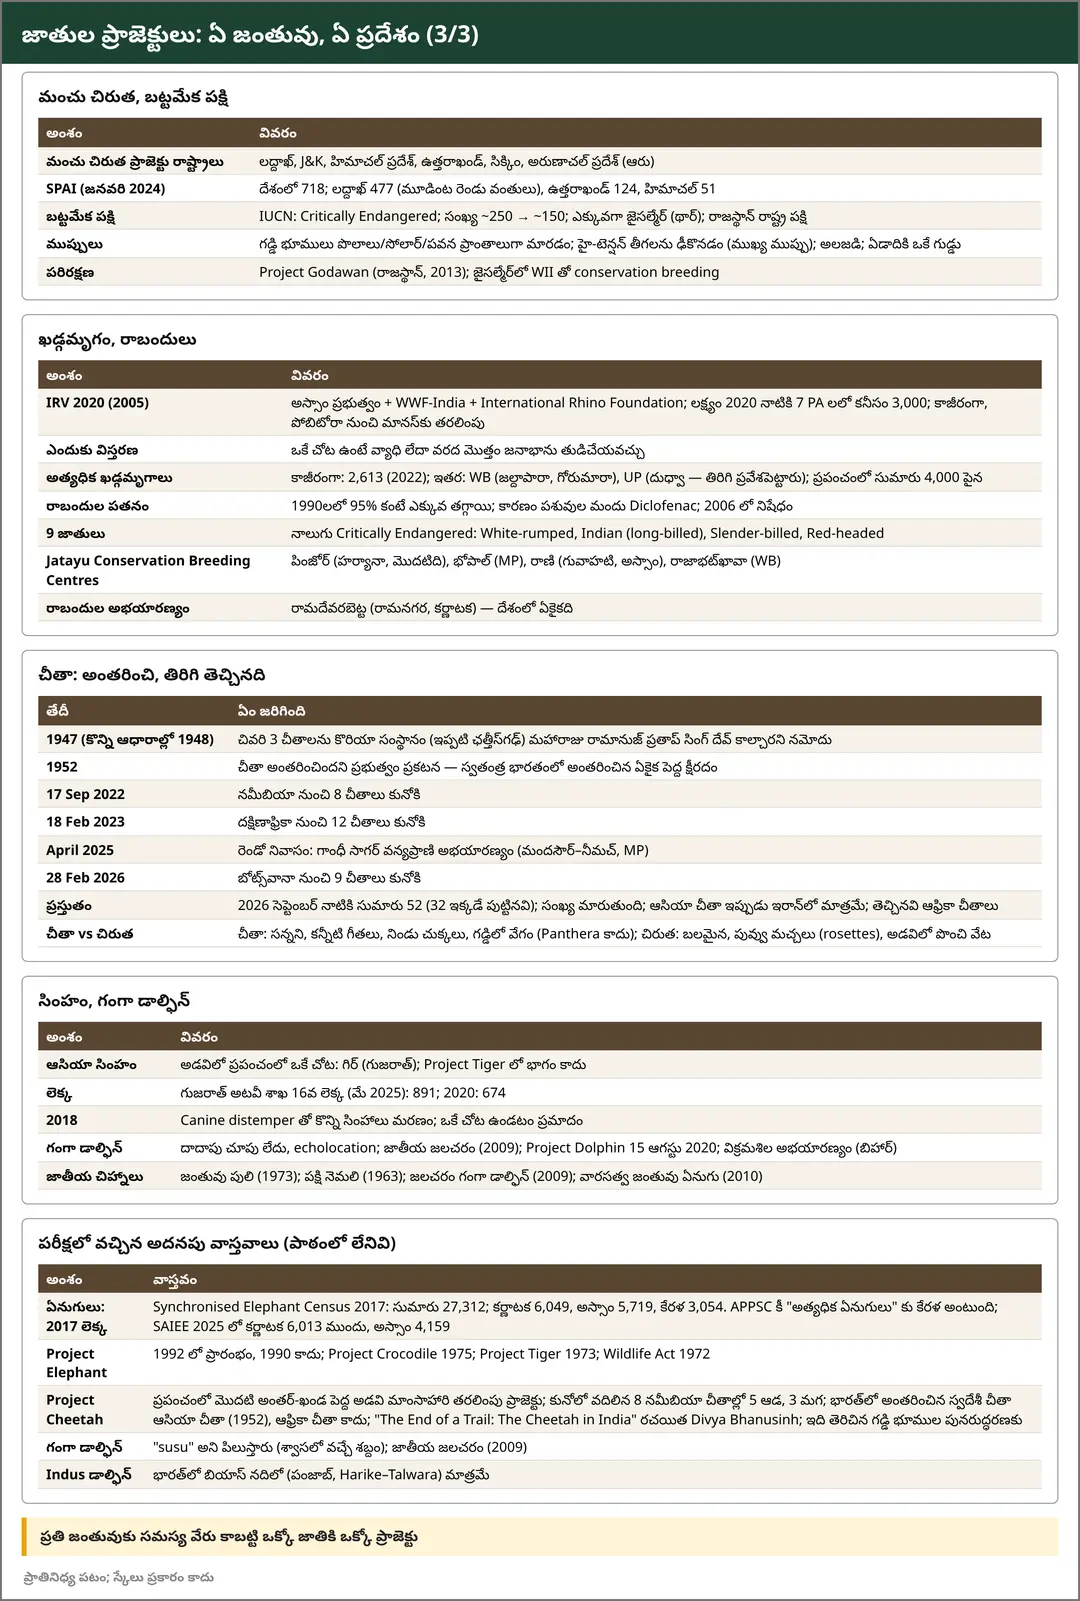 జాతుల ప్రాజెక్టులు: ఏ జంతువు, ఏ ప్రదేశం (3/3)
మంచు చిరుత, బట్టమేక పక్షి
అంశం వివరం
మంచు చిరుత ప్రాజెక్టు రాష్ట్రాలు లద్దాఖ్, J&K, హిమాచల్ ప్రదేశ్, ఉత్తరాఖండ్, సిక్కిం, అరుణాచల్ ప్రదేశ్ (ఆరు)
SPAI (జనవరి 2024) దేశంలో 718; లద్దాఖ్ 477 (మూడింట రెండు వంతులు), ఉత్తరాఖండ్ 124, హిమాచల్ 51
బట్టమేక పక్షి IUCN: Critically Endangered; సంఖ్య ~250 → ~150; ఎక్కువగా జైసల్మేర్ (థార్); రాజస్థాన్ రాష్ట్ర పక్షి
ముప్పులు గడ్డి భూములు పొలాలు/సోలార్/పవన ప్రాంతాలుగా మారడం; హై-టెన్షన్ తీగలను ఢీకొనడం (ముఖ్య ముప్పు); అలజడి; ఏడాదికి ఒకే గుడ్డు
పరిరక్షణ Project Godawan (రాజస్థాన్, 2013); జైసల్మేర్‌లో WII తో conservation breeding
ఖడ్గమృగం, రాబందులు
అంశం వివరం
IRV 2020 (2005) అస్సాం ప్రభుత్వం + WWF-India + International Rhino Foundation; లక్ష్యం 2020 నాటికి 7 PA లలో కనీసం 3,000; కాజీరంగా,
పోబిటోరా నుంచి మానస్‌కు తరలింపు
ఎందుకు విస్తరణ ఒకే చోట ఉంటే వ్యాధి లేదా వరద మొత్తం జనాభాను తుడిచేయవచ్చు
అత్యధిక ఖడ్గమృగాలు కాజీరంగా: 2,613 (2022); ఇతర: WB (జల్దాపారా, గోరుమారా), UP (దుధ్వా — తిరిగి ప్రవేశపెట్టారు); ప్రపంచంలో సుమారు 4,000 పైన
రాబందుల పతనం 1990లలో 95% కంటే ఎక్కువ తగ్గాయి; కారణం పశువుల మందు Diclofenac; 2006 లో నిషేధం
9 జాతులు నాలుగు Critically Endangered: White-rumped, Indian (long-billed), Slender-billed, Red-headed
Jatayu Conservation Breeding Centres పింజోర్ (హర్యానా, మొదటిది), భోపాల్ (MP), రాణి (గువాహటి, అస్సాం), రాజాభట్‌ఖావా (WB)
రాబందుల అభయారణ్యం రామదేవరబెట్ట (రామనగర, కర్ణాటక) — దేశంలో ఏకైకది
చీతా: అంతరించి, తిరిగి తెచ్చినది
తేదీ ఏం జరిగింది
1947 (కొన్ని ఆధారాల్లో 1948) చివరి 3 చీతాలను కొరియా సంస్థానం (ఇప్పటి ఛత్తీస్‌గఢ్) మహారాజు రామానుజ్ ప్రతాప్ సింగ్ దేవ్ కాల్చారని నమోదు
1952 చీతా అంతరించిందని ప్రభుత్వం ప్రకటన — స్వతంత్ర భారతంలో అంతరించిన ఏకైక పెద్ద క్షీరదం
17 Sep 2022 నమీబియా నుంచి 8 చీతాలు కునోకి
18 Feb 2023 దక్షిణాఫ్రికా నుంచి 12 చీతాలు కునోకి
April 2025 రెండో నివాసం: గాంధీ సాగర్ వన్యప్రాణి అభయారణ్యం (మందసౌర్–నీమచ్, MP)
28 Feb 2026 బోట్స్‌వానా నుంచి 9 చీతాలు కునోకి
ప్రస్తుతం 2026 సెప్టెంబర్ నాటికి సుమారు 52 (32 ఇక్కడే పుట్టినవి); సంఖ్య మారుతుంది; ఆసియా చీతా ఇప్పుడు ఇరాన్‌లో మాత్రమే; తెచ్చినవి ఆఫ్రికా చీతాలు
చీతా vs చిరుత చీతా: సన్నని, కన్నీటి గీతలు, నిండు చుక్కలు, గడ్డిలో వేగం (Panthera కాదు); చిరుత: బలమైన, పువ్వు మచ్చలు (rosettes), అడవిలో పొంచి వేట
సింహం, గంగా డాల్ఫిన్
అంశం వివరం
ఆసియా సింహం అడవిలో ప్రపంచంలో ఒకే చోట: గిర్ (గుజరాత్); Project Tiger లో భాగం కాదు
లెక్క గుజరాత్ అటవీ శాఖ 16వ లెక్క (మే 2025): 891; 2020: 674
2018 Canine distemper తో కొన్ని సింహాలు మరణం; ఒకే చోట ఉండటం ప్రమాదం
గంగా డాల్ఫిన్ దాదాపు చూపు లేదు, echolocation; జాతీయ జలచరం (2009); Project Dolphin 15 ఆగస్టు 2020; విక్రమశిల అభయారణ్యం (బిహార్)
జాతీయ చిహ్నాలు జంతువు పులి (1973); పక్షి నెమలి (1963); జలచరం గంగా డాల్ఫిన్ (2009); వారసత్వ జంతువు ఏనుగు (2010)
పరీక్షలో వచ్చిన అదనపు వాస్తవాలు (పాఠంలో లేనివి)
అంశం వాస్తవం
ఏనుగులు: 2017 లెక్క Synchronised Elephant Census 2017: సుమారు 27,312; కర్ణాటక 6,049, అస్సాం 5,719, కేరళ 3,054. APPSC కీ "అత్యధిక ఏనుగులు" కు కేరళ అంటుంది;
SAIEE 2025 లో కర్ణాటక 6,013 ముందు, అస్సాం 4,159
Project Elephant 1992 లో ప్రారంభం, 1990 కాదు; Project Crocodile 1975; Project Tiger 1973; Wildlife Act 1972
Project Cheetah ప్రపంచంలో మొదటి అంతర్-ఖండ పెద్ద అడవి మాంసాహారి తరలింపు ప్రాజెక్టు; కునోలో వదిలిన 8 నమీబియా చీతాల్లో 5 ఆడ, 3 మగ; భారత్‌లో అంతరించిన స్వదేశీ చీతా
ఆసియా చీతా (1952), ఆఫ్రికా చీతా కాదు; "The End of a Trail: The Cheetah in India" రచయిత Divya Bhanusinh; ఇది తెరిచిన గడ్డి భూముల పునరుద్ధరణకు
గంగా డాల్ఫిన్ "susu" అని పిలుస్తారు (శ్వాసలో వచ్చే శబ్దం); జాతీయ జలచరం (2009)
Indus డాల్ఫిన్ భారత్‌లో బియాస్ నదిలో (పంజాబ్, Harike–Talwara) మాత్రమే
ప్రతి జంతువుకు సమస్య వేరు కాబట్టి ఒక్కో జాతికి ఒక్కో ప్రాజెక్టు
ప్రాతినిధ్య పటం; స్కేలు ప్రకారం కాదు